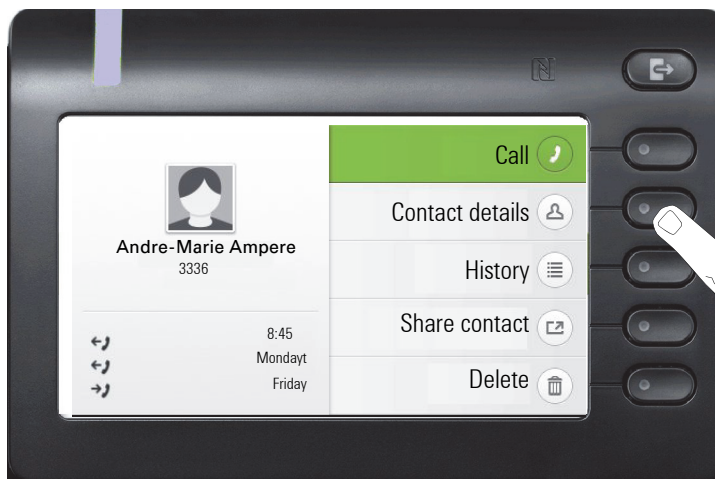 Andre-Marie Ampere
3336
8:45
Mondayt
Friday
Call
Contact details
History
Share contact
Delete